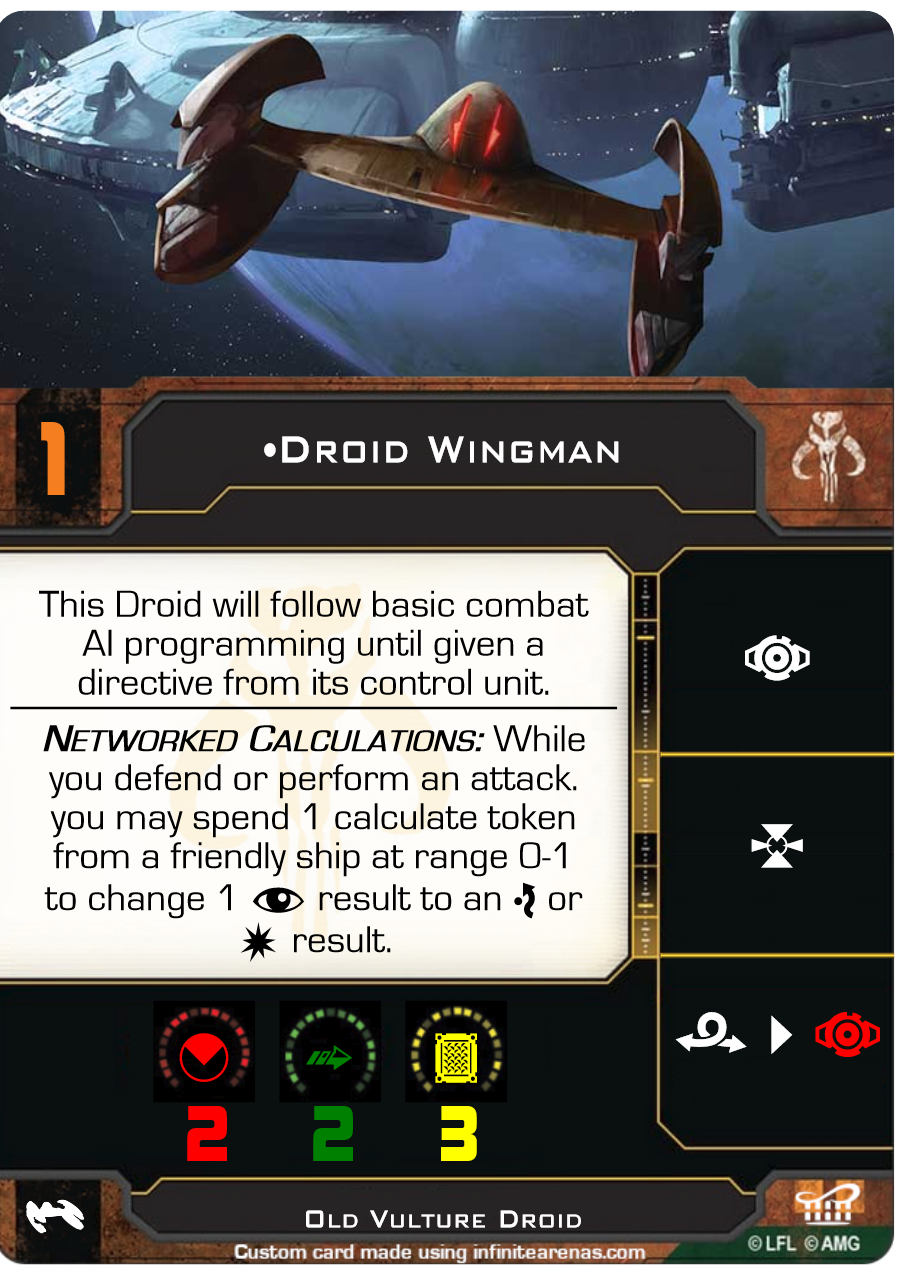 1
•Droid Wingman
This Droid will follow basic combat
AI programming until given a
directive from its control unit.
Networked Calculations: While
you defend or perform an attack.
you may spend 1 calculate token
from a friendly ship at range 0-1
to change 1 result to an or
result.
2 2 3
Old Vulture Droid
Custom card made using infinitearenas.com
© LFL © AMG